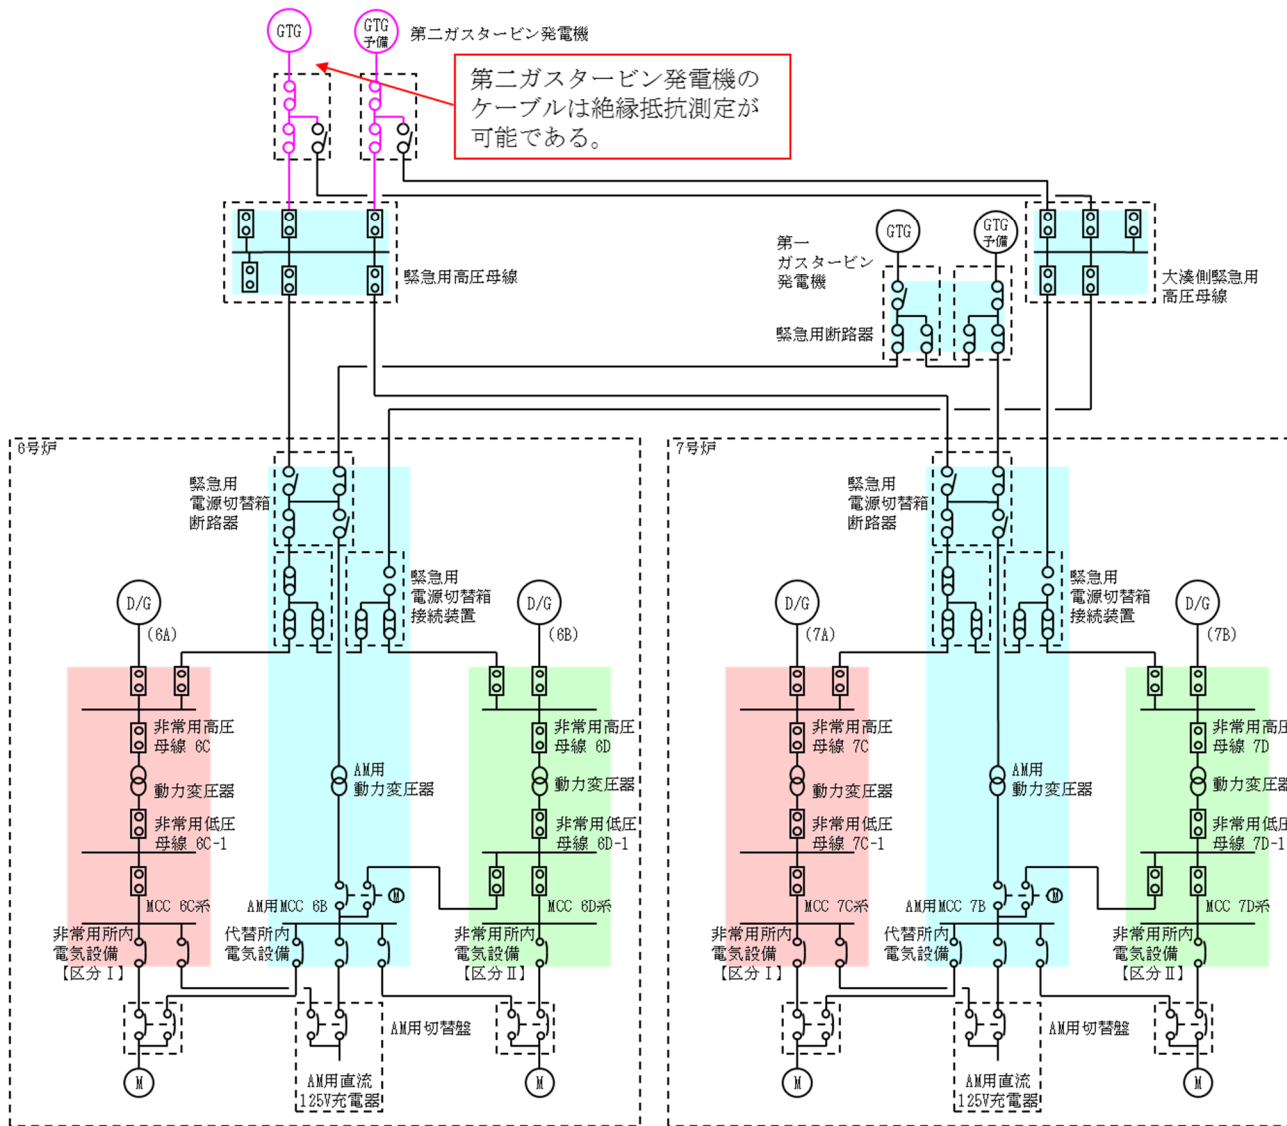 GTG
GTG
予備
第二ガスタービン発電機
第二ガスタービン発電機の
ケーブルは絶縁抵抗測定が
可能である。
緊急用高圧母線
第一
ガスタービン
発電機
GTG
GTG
予備
緊急用断路器
大湊側緊急用
高圧母線
6号炉
緊急用
電源切替箱
断路器
緊急用
電源切替箱
接続装置
D/G
(6A)
D/G
(6B)
非常用高圧
母線 6C
動力変圧器
非常用低圧
母線 6C-1
MCC 6C系
非常用所内
電気設備
【区分Ⅰ】
AM用
動力変圧器
M
AM用MCC 6B
代替所内
電気設備
非常用高圧
母線 6D
動力変圧器
非常用低圧
母線 6D-1
MCC 6D系
非常用所内
電気設備
【区分Ⅱ】
AM用切替盤
M
AM用直流
125V充電器
M
7号炉
緊急用
電源切替箱
断路器
緊急用
電源切替箱
接続装置
D/G
(7A)
D/G
(7B)
非常用高圧
母線 7C
動力変圧器
非常用低圧
母線 7C-1
MCC 7C系
非常用所内
電気設備
【区分Ⅰ】
AM用
動力変圧器
M
AM用MCC 7B
代替所内
電気設備
非常用高圧
母線 7D
動力変圧器
非常用低圧
母線 7D-1
MCC 7D系
非常用所内
電気設備
【区分Ⅱ】
AM用切替盤
M
AM用直流
125V充電器
M